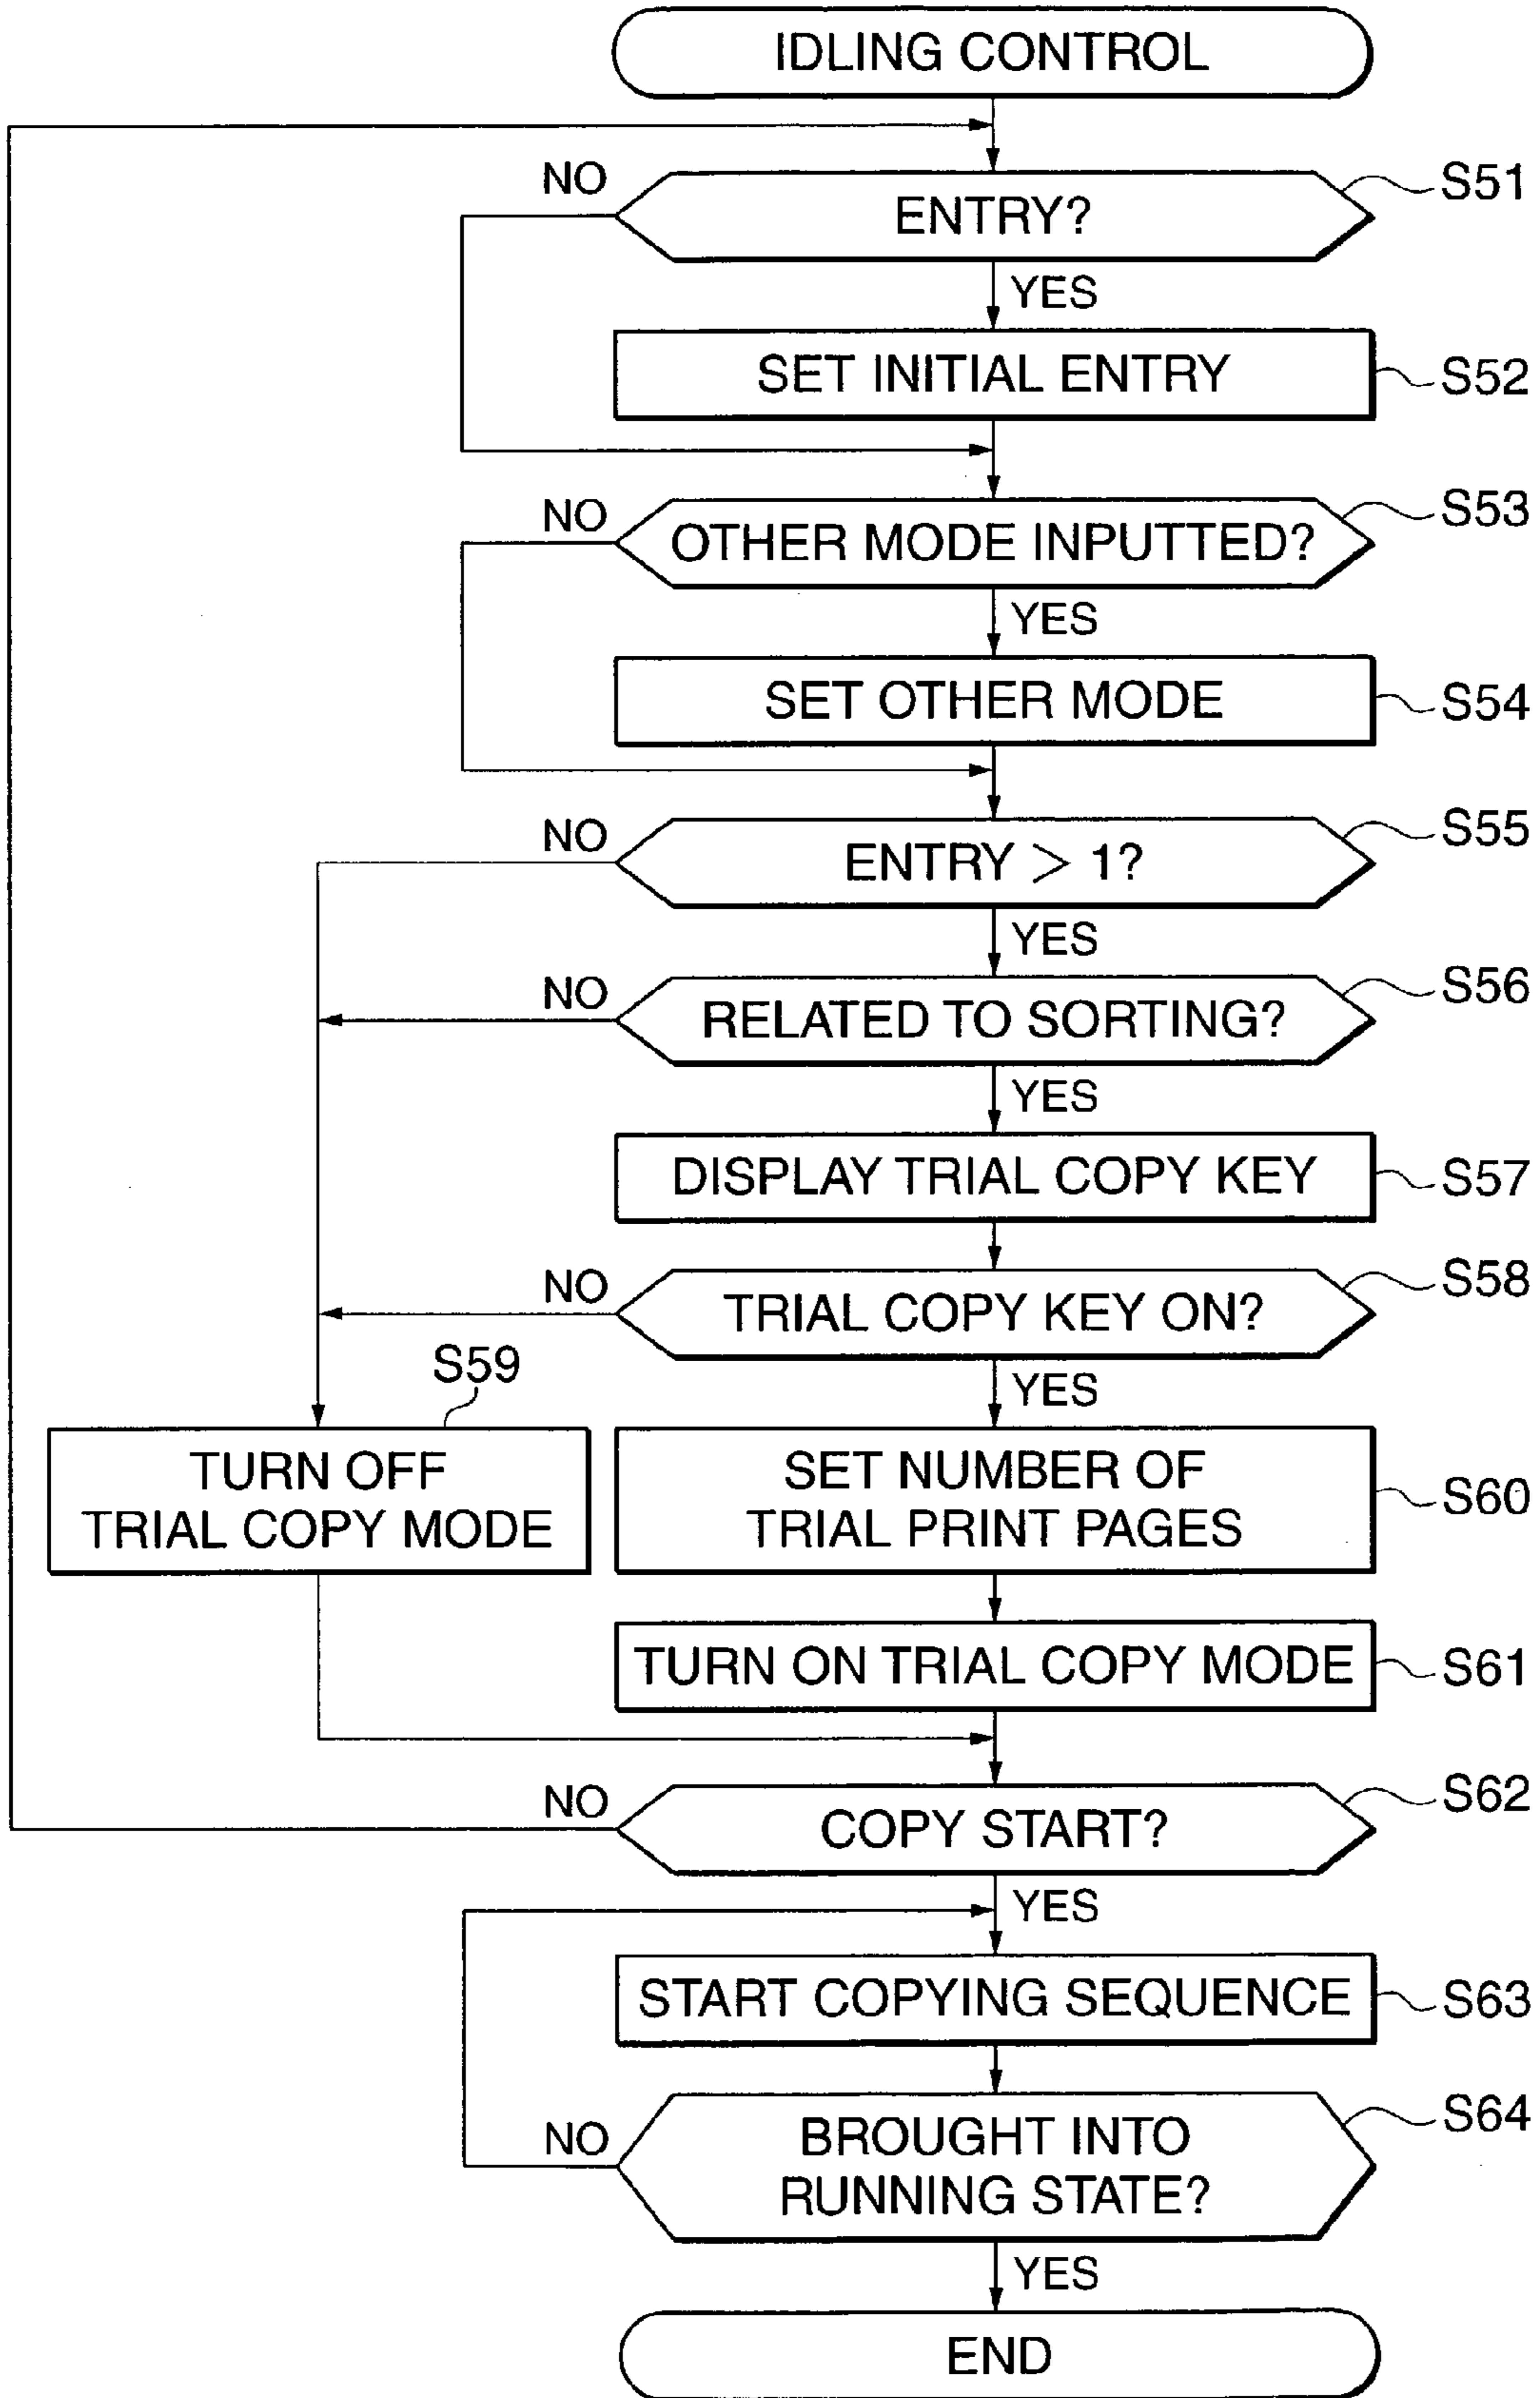 IDLING CONTROL
NO
S51
ENTRY?
YES
SET INITIAL ENTRY
S52
NO
S53
OTHER MODE INPUTTED?
YES
SET OTHER MODE
S54
NO
S55
ENTRY > 1?
YES
NO
S56
RELATED TO SORTING?
YES
DISPLAY TRIAL COPY KEY
S57
NO
S58
TRIAL COPY KEY ON?
S59
YES
TURN OFF
TRIAL COPY MODE
SET NUMBER OF
TRIAL PRINT PAGES
S60
TURN ON TRIAL COPY MODE
S61
NO
S62
COPY START?
YES
START COPYING SEQUENCE
S63
NO
S64
BROUGHT INTO
RUNNING STATE?
YES
END